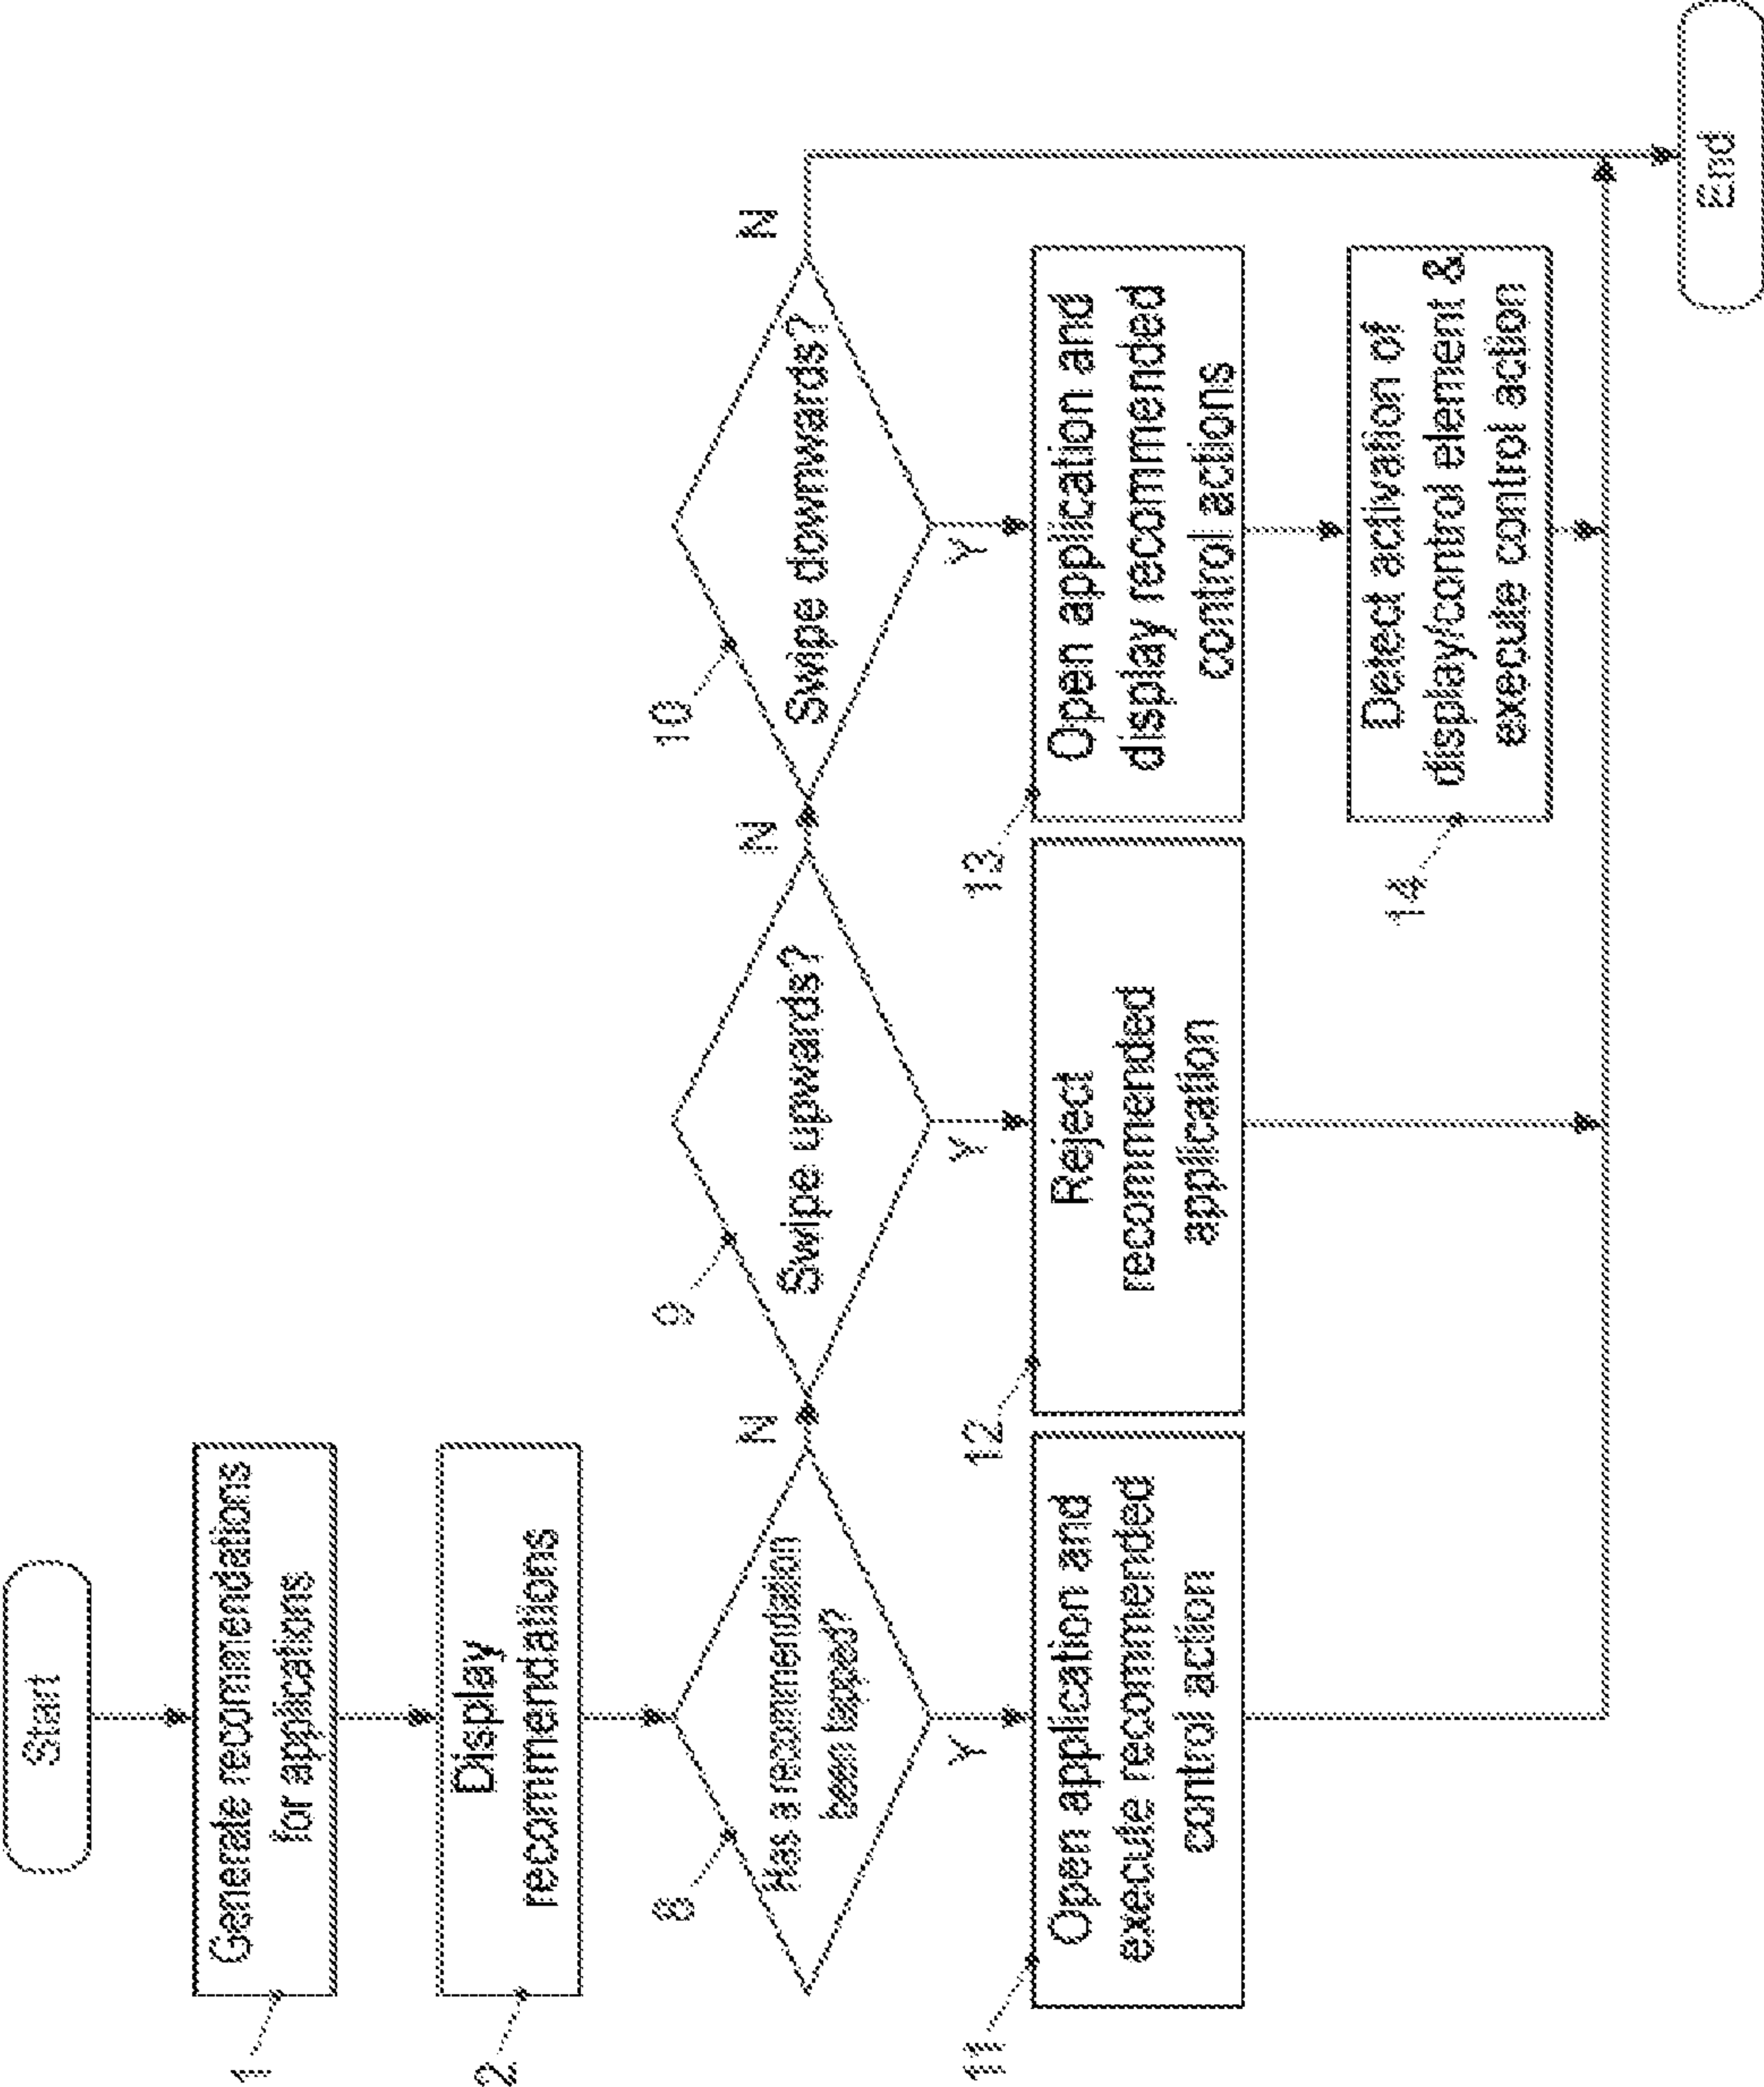 Start
1
Generate recommendations
for applications
2
Display
recommendations
8
Has a recommendation
been tapped?
N
Y
9
Swipe upwards?
N
Y
10
Swipe downwards?
N
Y
11
Open application and
execute recommended
control action
12
Reject
recommended
application
13
Open application and
display recommended
control actions
14
Detect activation of
display/control element &
execute control action
End